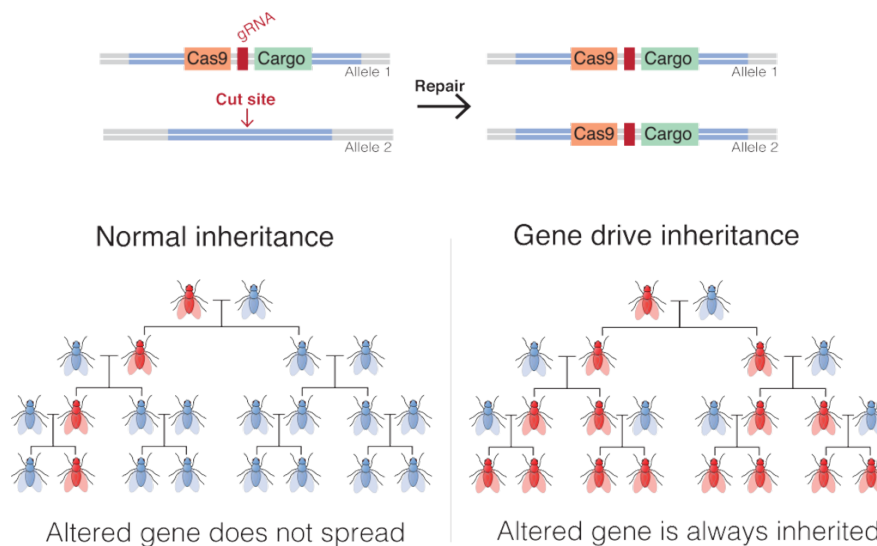 gRNA
Cas9 Cargo
Allele 1
Cut site
Allele 2
Repair
Cas9 Cargo
Allele 1
Cas9 Cargo
Allele 2
Normal inheritance
Gene drive inheritance
Altered gene does not spread
Altered gene is always inherited